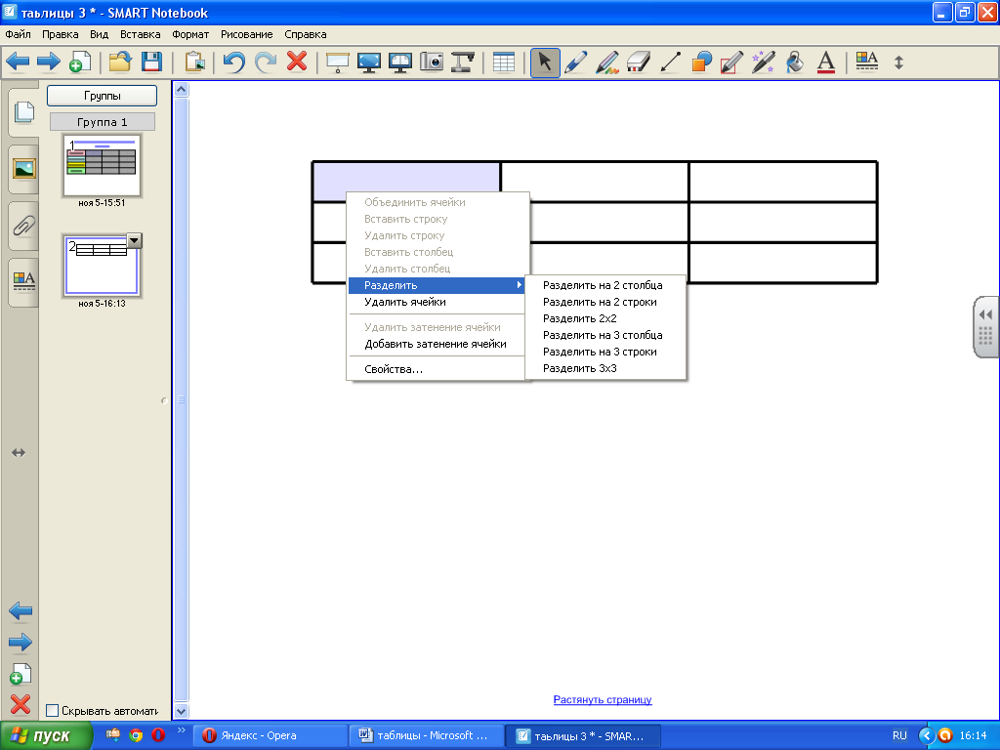 таьлицы 3 * - SMART Notebook
Файл Правка Вид Вставка Формат Рисование Справка
Группы
Группа 1
1
ноя 5-15:51
2
ноя 5-16:13
Объединить ячейки
Вставить строку
Удалить строку
Вставить столбец
Удалить столбец
Разделить
Удалить ячейки
Удалить затенение ячейки
Добавить затенение ячейки
Свойства...
Разделить на 2 столбца
Разделить на 2 строки
Разделить 2x2
Разделить на 3 столбца
Разделить на 3 строки
Разделить 3x3
Растянуть страницу
Скрывать автомати
пуск
Яндекс - Opera
таблицы - Microsoft ...
таьлицы 3 * - SMAR...
RU
16:14